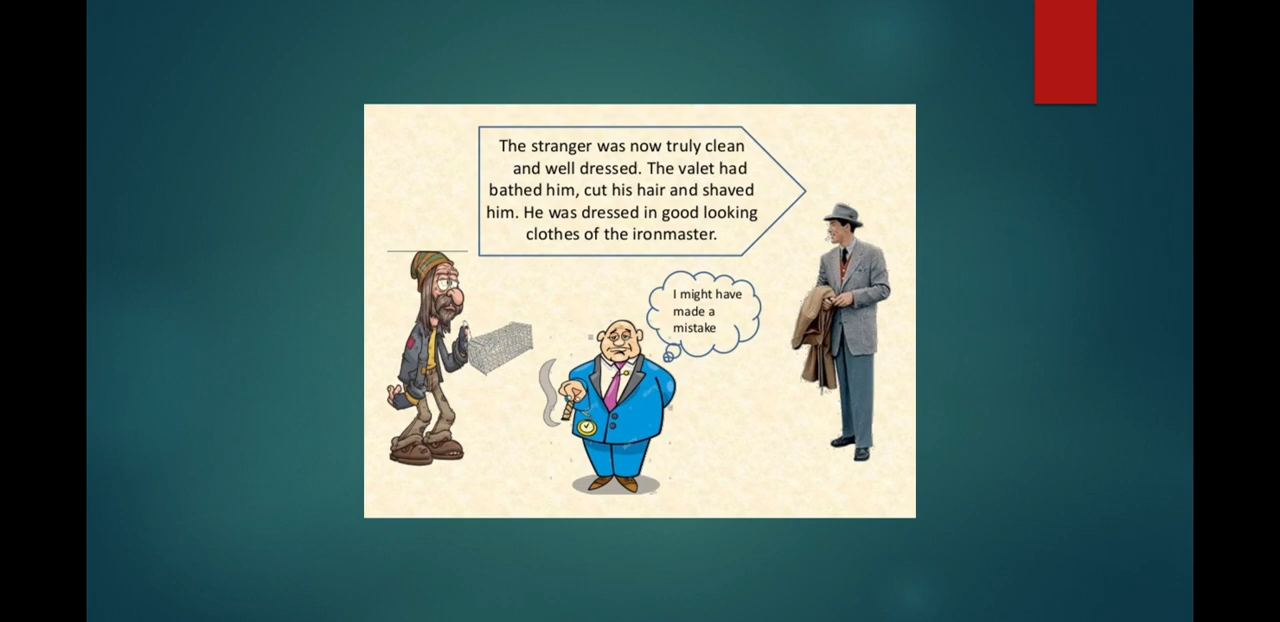 The stranger was now truly clean
and well dressed. The valet had
bathed him, cut his hair and shaved
him. He was dressed in good looking
clothes of the ironmaster.
I might have
made a
mistake